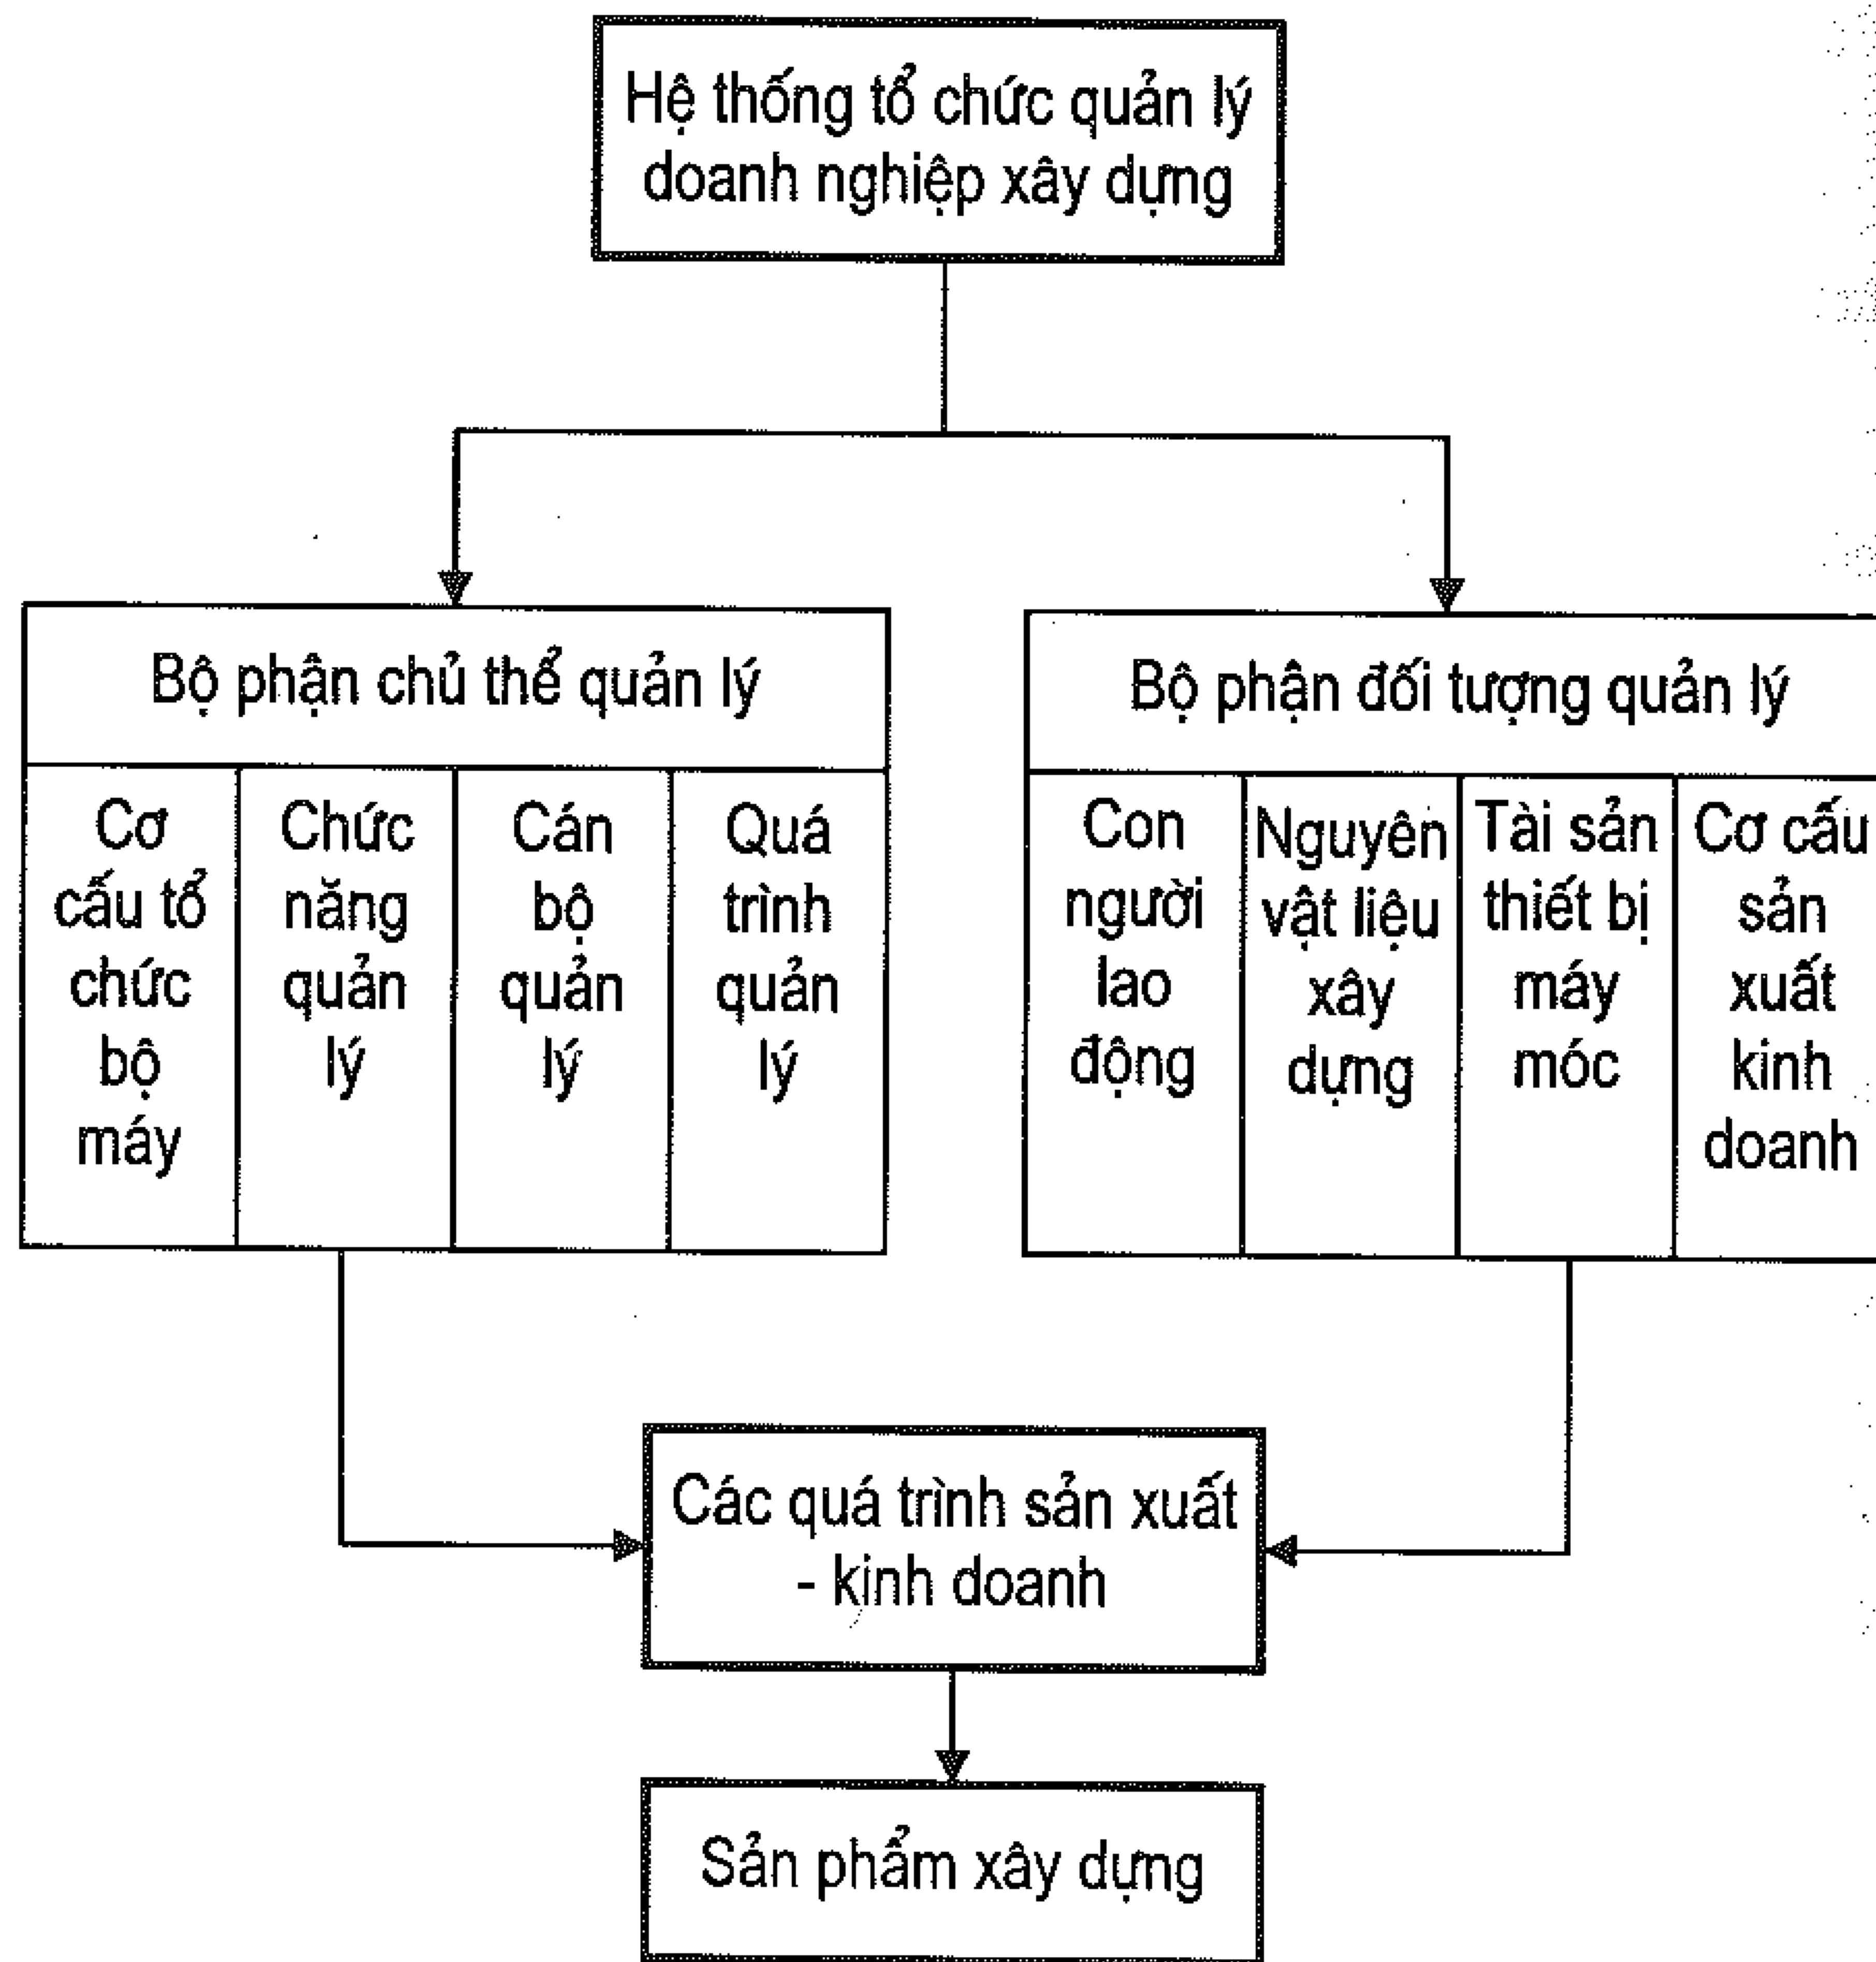 Hệ thống tổ chức quản lý
doanh nghiệp xây dựng
Bộ phận chủ thể quản lý
Cơ
cấu tổ
chức
bộ
máy
Chức
năng
quản
lý
Cán
bộ
quản
lý
Quá
trình
quản
lý
Bộ phận đối tượng quản lý
Con
người
lao
động
Nguyên
vật liệu
xây
dựng
Tài sản
thiết bị
máy
móc
Cơ cấu
sản
xuất
kinh
doanh
Các quá trình sản xuất
- kinh doanh
Sản phẩm xây dựng